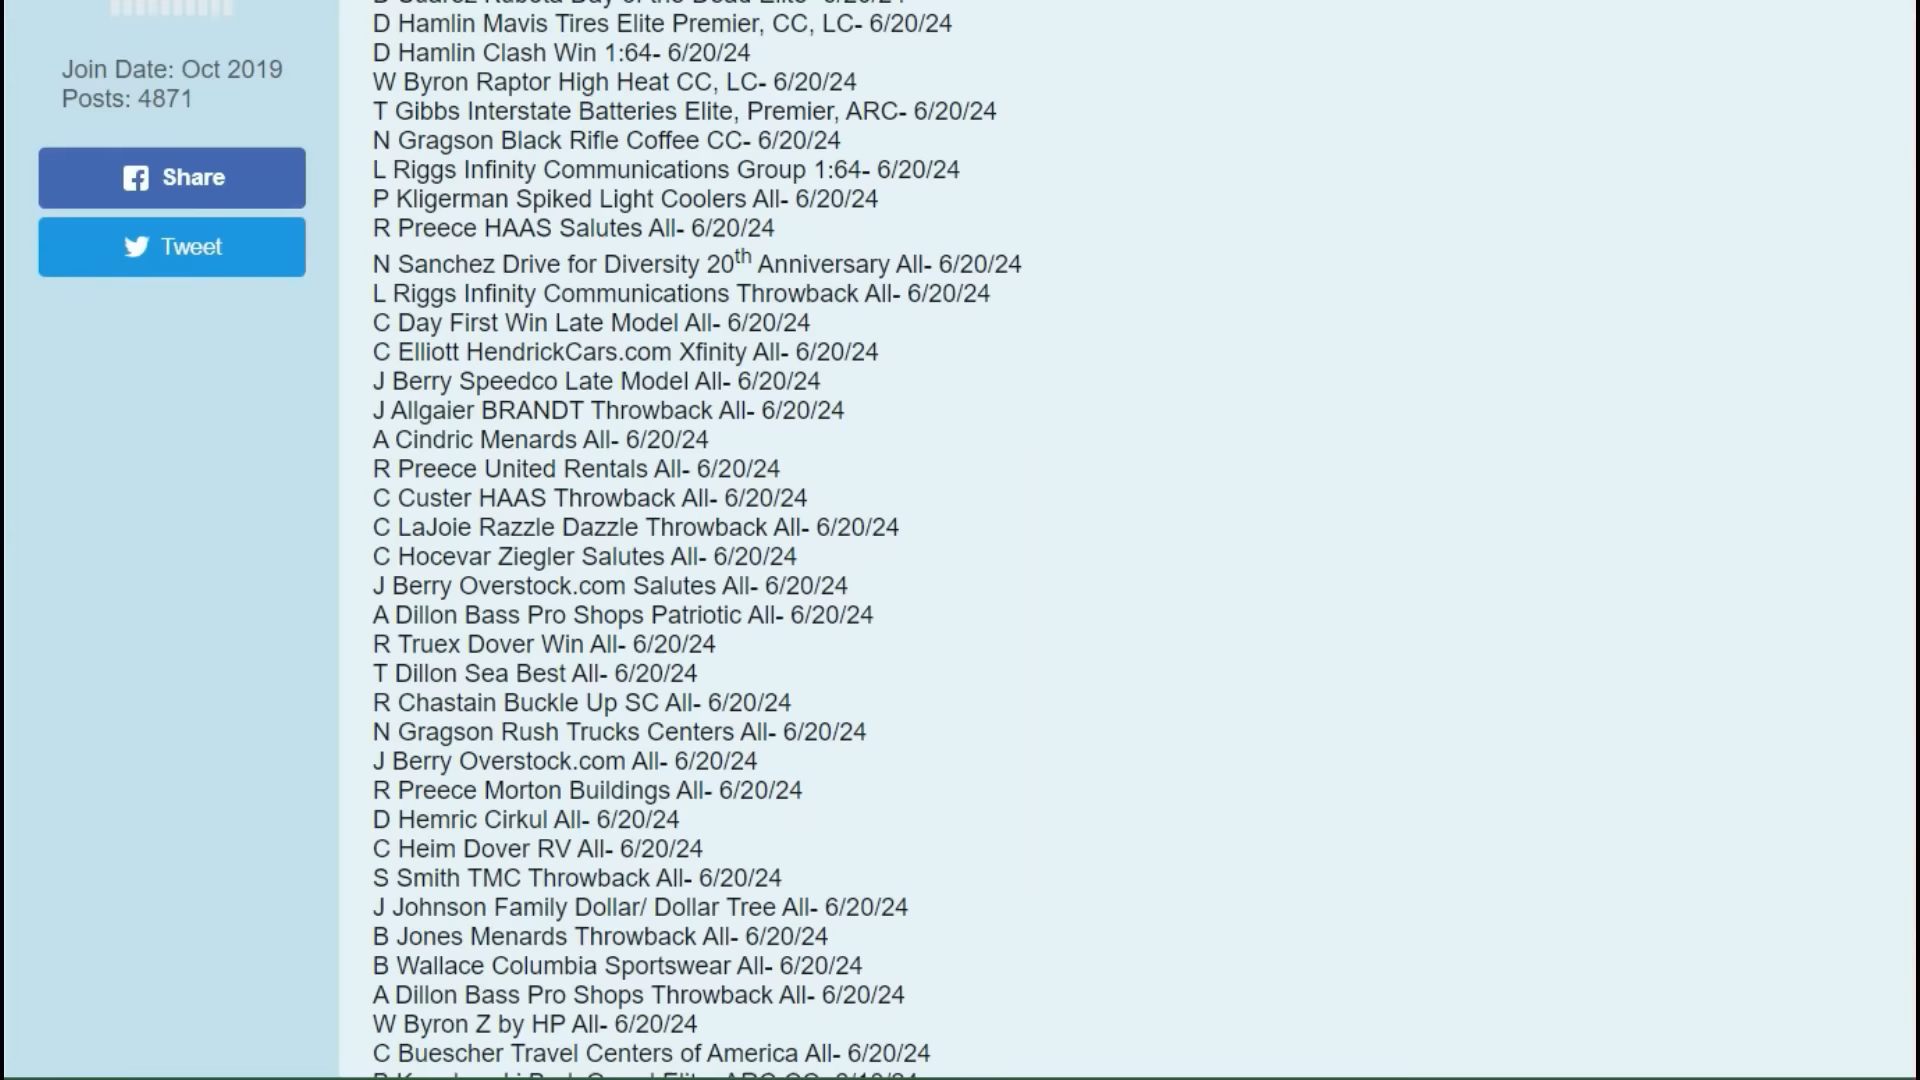 D Hamlin Mavis Tires Elite Premier, CC, LC- 6/20/24
D Hamlin Clash Win 1:64- 6/20/24
Join Date: Oct 2019
W Byron Raptor High Heat CC, LC- 6/20/24
Posts: 4871
T Gibbs Interstate Batteries Elite, Premier, ARC- 6/20/24
N Gragson Black Rifle Coffee CC- 6/20/24
L Riggs Infinity Communications Group 1:64- 6/20/24
Share
P Kligerman Spiked Light Coolers All- 6/20/24
R Preece HAAS Salutes All- 6/20/24
Tweet
N Sanchez Drive for Diversity 20th Anniversary All- 6/20/24
L Riggs Infinity Communications Throwback All- 6/20/24
C Day First Win Late Model All- 6/20/24
C Elliott HendrickCars.com Xfinity All- 6/20/24
J Berry Speedco Late Model All- 6/20/24
J Allgaier BRANDT Throwback All- 6/20/24
A Cindric Menards All- 6/20/24
R Preece United Rentals All- 6/20/24
C Custer HAAS Throwback All- 6/20/24
C LaJoie Razzle Dazzle Throwback All- 6/20/24
C Hocevar Ziegler Salutes All- 6/20/24
J Berry Overstock.com Salutes All- 6/20/24
A Dillon Bass Pro Shops Patriotic All- 6/20/24
R Truex Dover Win All- 6/20/24
T Dillon Sea Best All- 6/20/24
R Chastain Buckle Up SC All- 6/20/24
N Gragson Rush Trucks Centers All- 6/20/24
J Berry Overstock.com All- 6/20/24
R Preece Morton Buildings All- 6/20/24
D Hemric Cirkul All- 6/20/24
C Heim Dover RV All- 6/20/24
S Smith TMC Throwback All- 6/20/24
J Johnson Family Dollar/ Dollar Tree All- 6/20/24
B Jones Menards Throwback All- 6/20/24
B Wallace Columbia Sportswear All- 6/20/24
A Dillon Bass Pro Shops Throwback All- 6/20/24
W Byron Z by HP All- 6/20/24
C Buescher Travel Centers of America All- 6/20/24